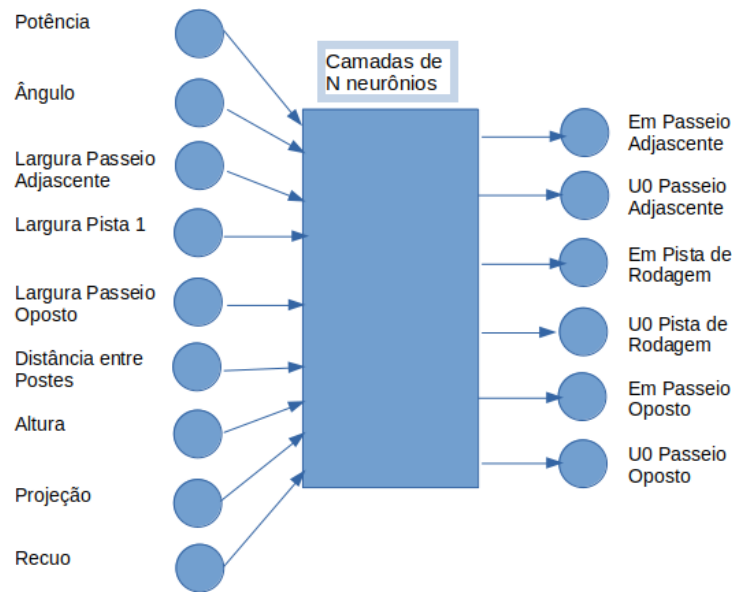 Potência
Ângulo
Largura Passeio
Adjascente
Largura Pista 1
Largura Passeio
Oposto
Distância entre
Postes
Altura
Projeção
Recuo
Camadas de
N neurônios
Em Passeio
Adjascente
U0 Passeio
Adjascente
Em Pista de
Rodagem
U0 Pista de
Rodagem
Em Passeio
Oposto
U0 Passeio
Oposto